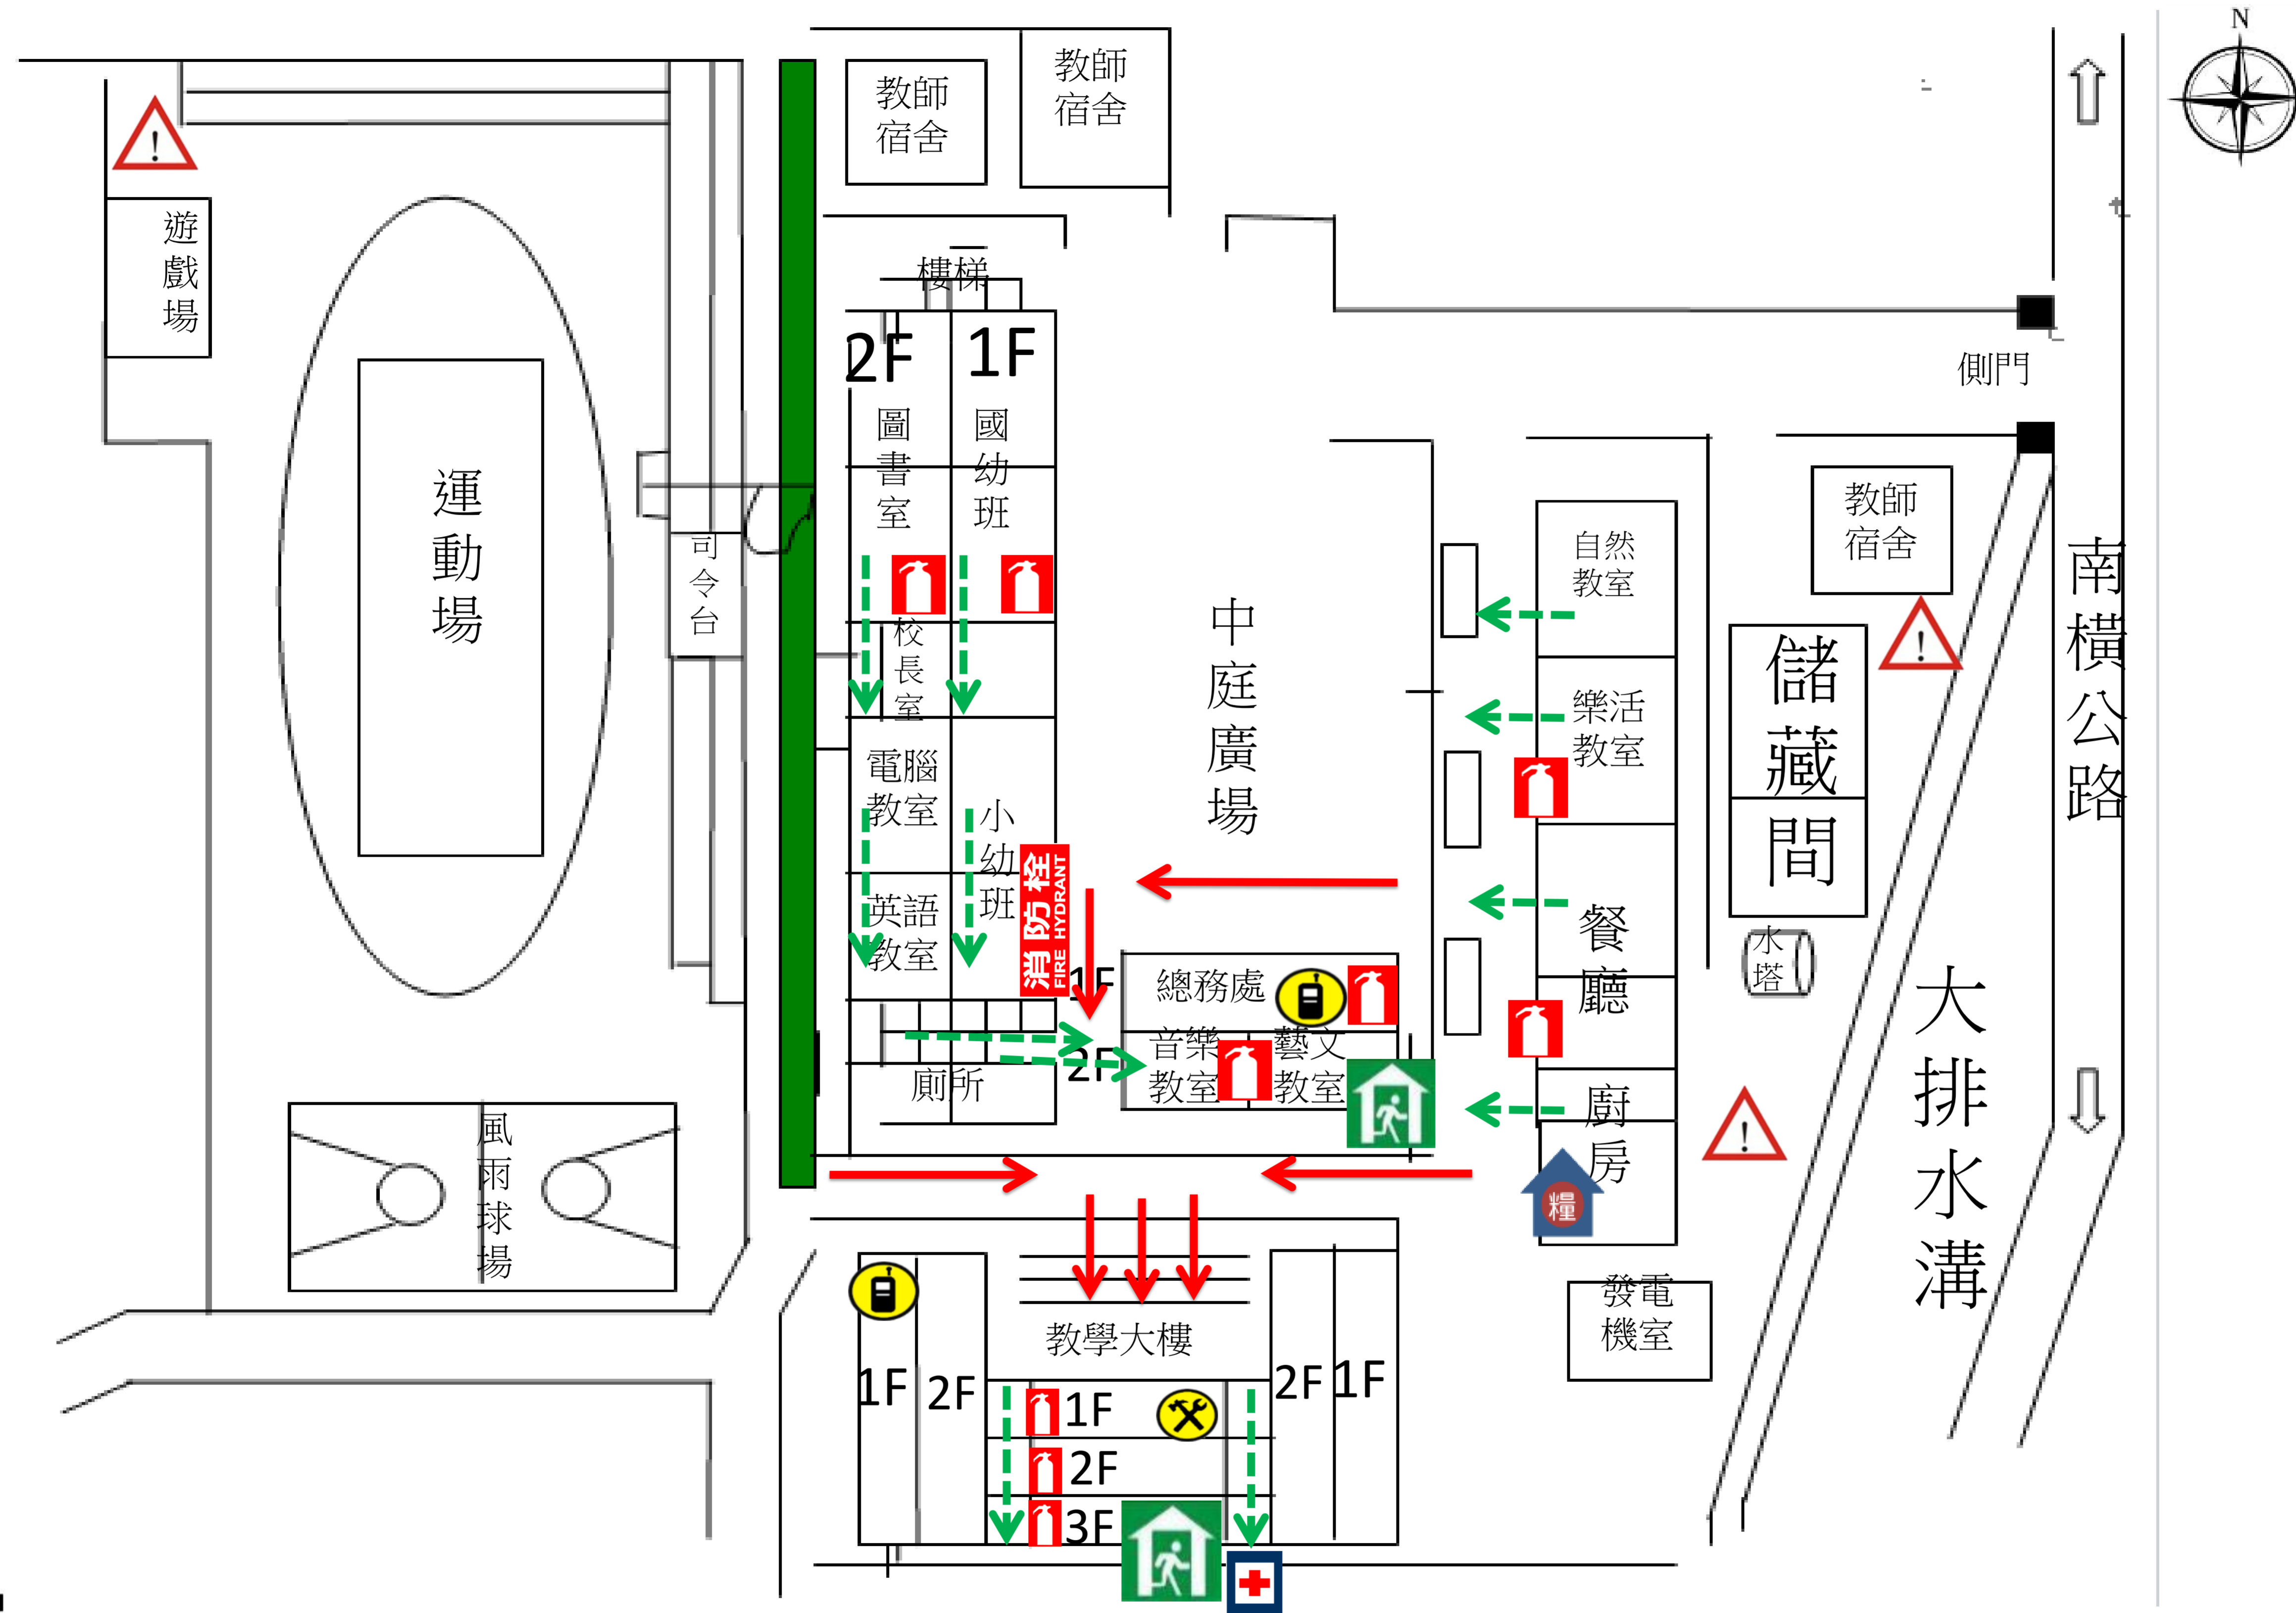 N
教師
宿舍
教師
宿舍
遊戲場
樓梯
2F
1F
圖書室
國幼班
側門
運動場
司令台
校長室
中庭廣場
自然
教室
教師
宿舍
南橫公路
樂活
教室
儲藏間
電腦
教室
小幼班
英語
教室
消防栓
FIRE HYDRANT
餐廳
水塔
大排水溝
1F
總務處
2F
音樂
教室
藝文
教室
廁所
廚房
糧
風雨球場
發電
機室
教學大樓
1F
2F
2F
1F
1F
2F
3F